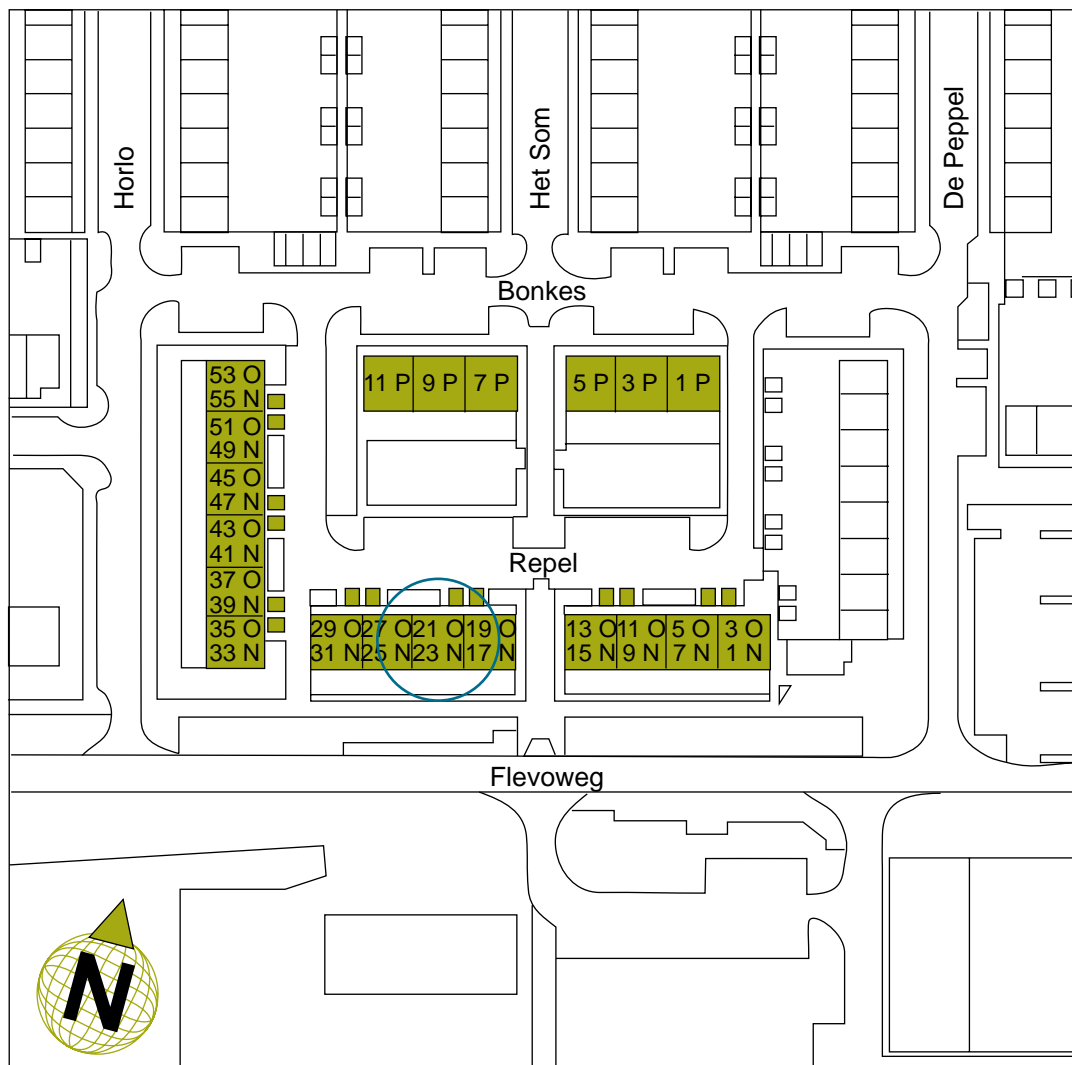 Horlo
Het Som
De Peppel
Bonkes
11 P 9 P 7 P
5 P 3 P 1 P
53 O
55 N
51 O
49 N
45 O
47 N
43 O
41 N
37 O
39 N
35 O
33 N
Repel
29 O 27 O 21 O 19 O
31 N 25 N 23 N 17 N
13 O 11 O 5 O 3 O
15 N 9 N 7 N 1 N
Flevoweg
N